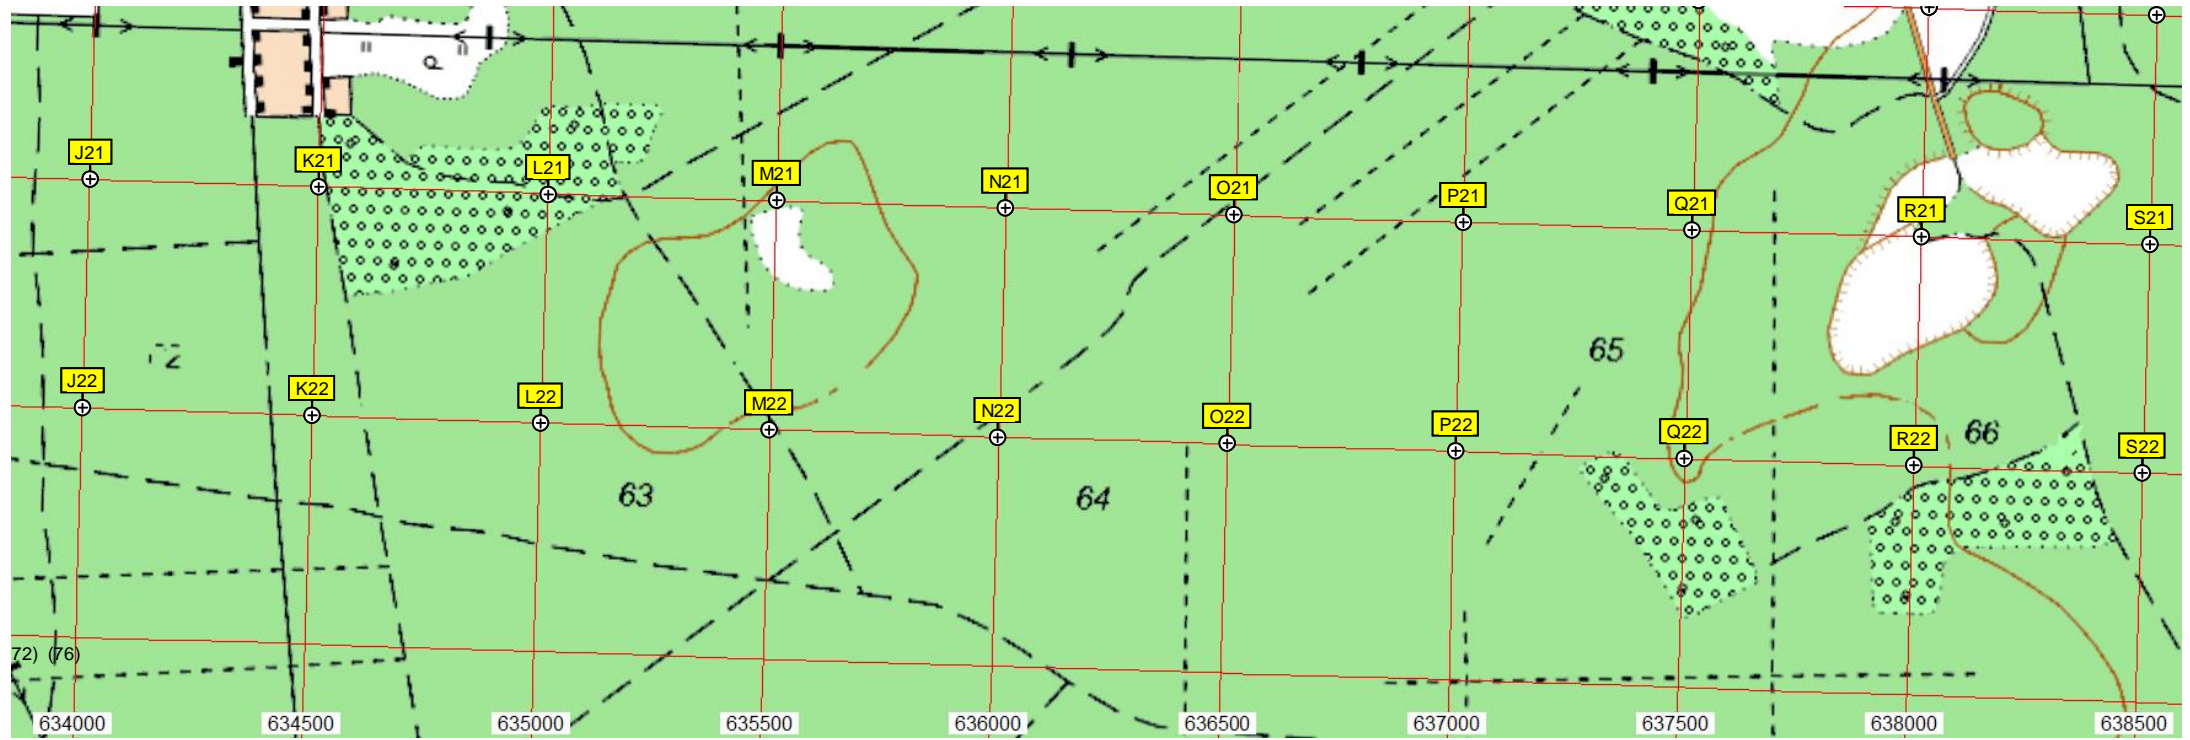 ρ
J21 K21 L21 M21 N21 O21 P21 Q21 R21 S21
65
J22 K22 L22 M22 N22 O22 P22 Q22 R22 S22
66
63 64
72) (76)
634000 634500 635000 635500 636000 636500 637000 637500 638000 638500